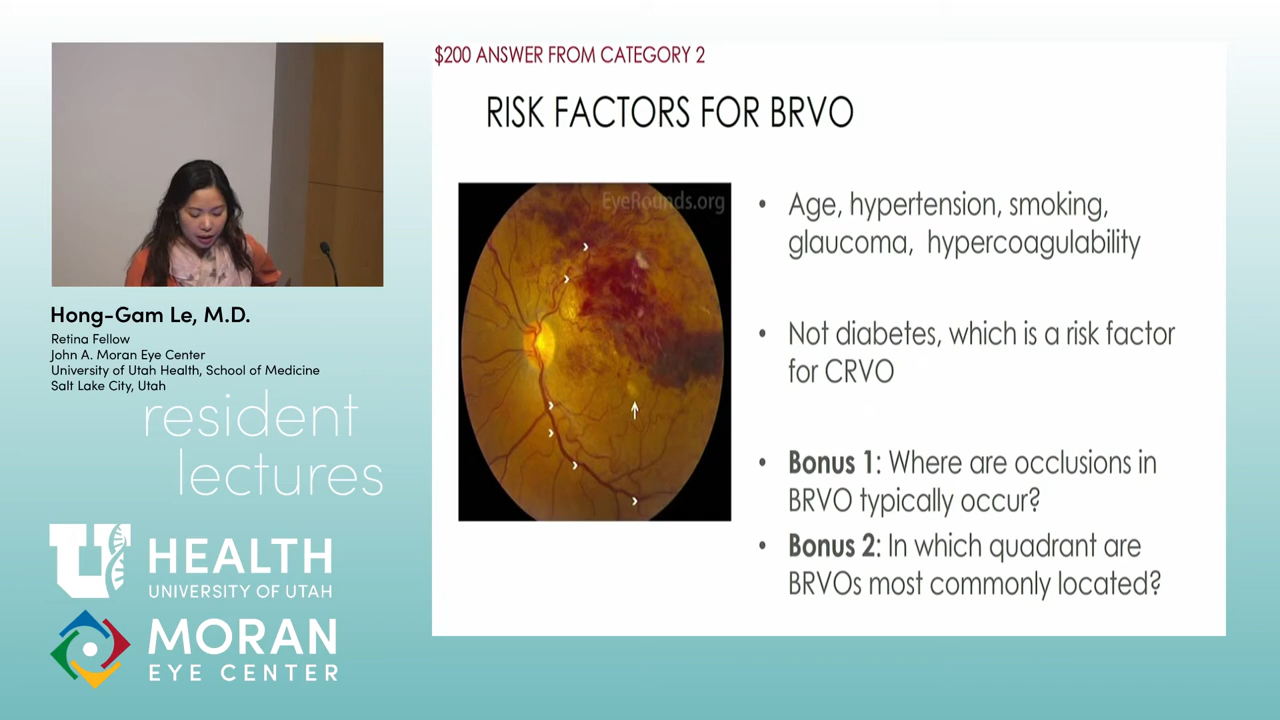 $200 ANSWER FROM CATEGORY 2
RISK FACTORS FOR BRVO
EyeRounds.org
• Age, hypertension, smoking,
glaucoma, hypercoagulability
• Not diabetes, which is a risk factor
for CRVO
• Bonus 1: Where are occlusions in
BRVO typically occur?
• Bonus 2: In which quadrant are
BRVOs most commonly located?
Hong-Gam Le, M.D.
Retina Fellow
John A. Moran Eye Center
University of Utah Health, School of Medicine
Salt Lake City, Utah
resident
lectures
U HEALTH
UNIVERSITY OF UTAH
MORAN
EYE CENTER